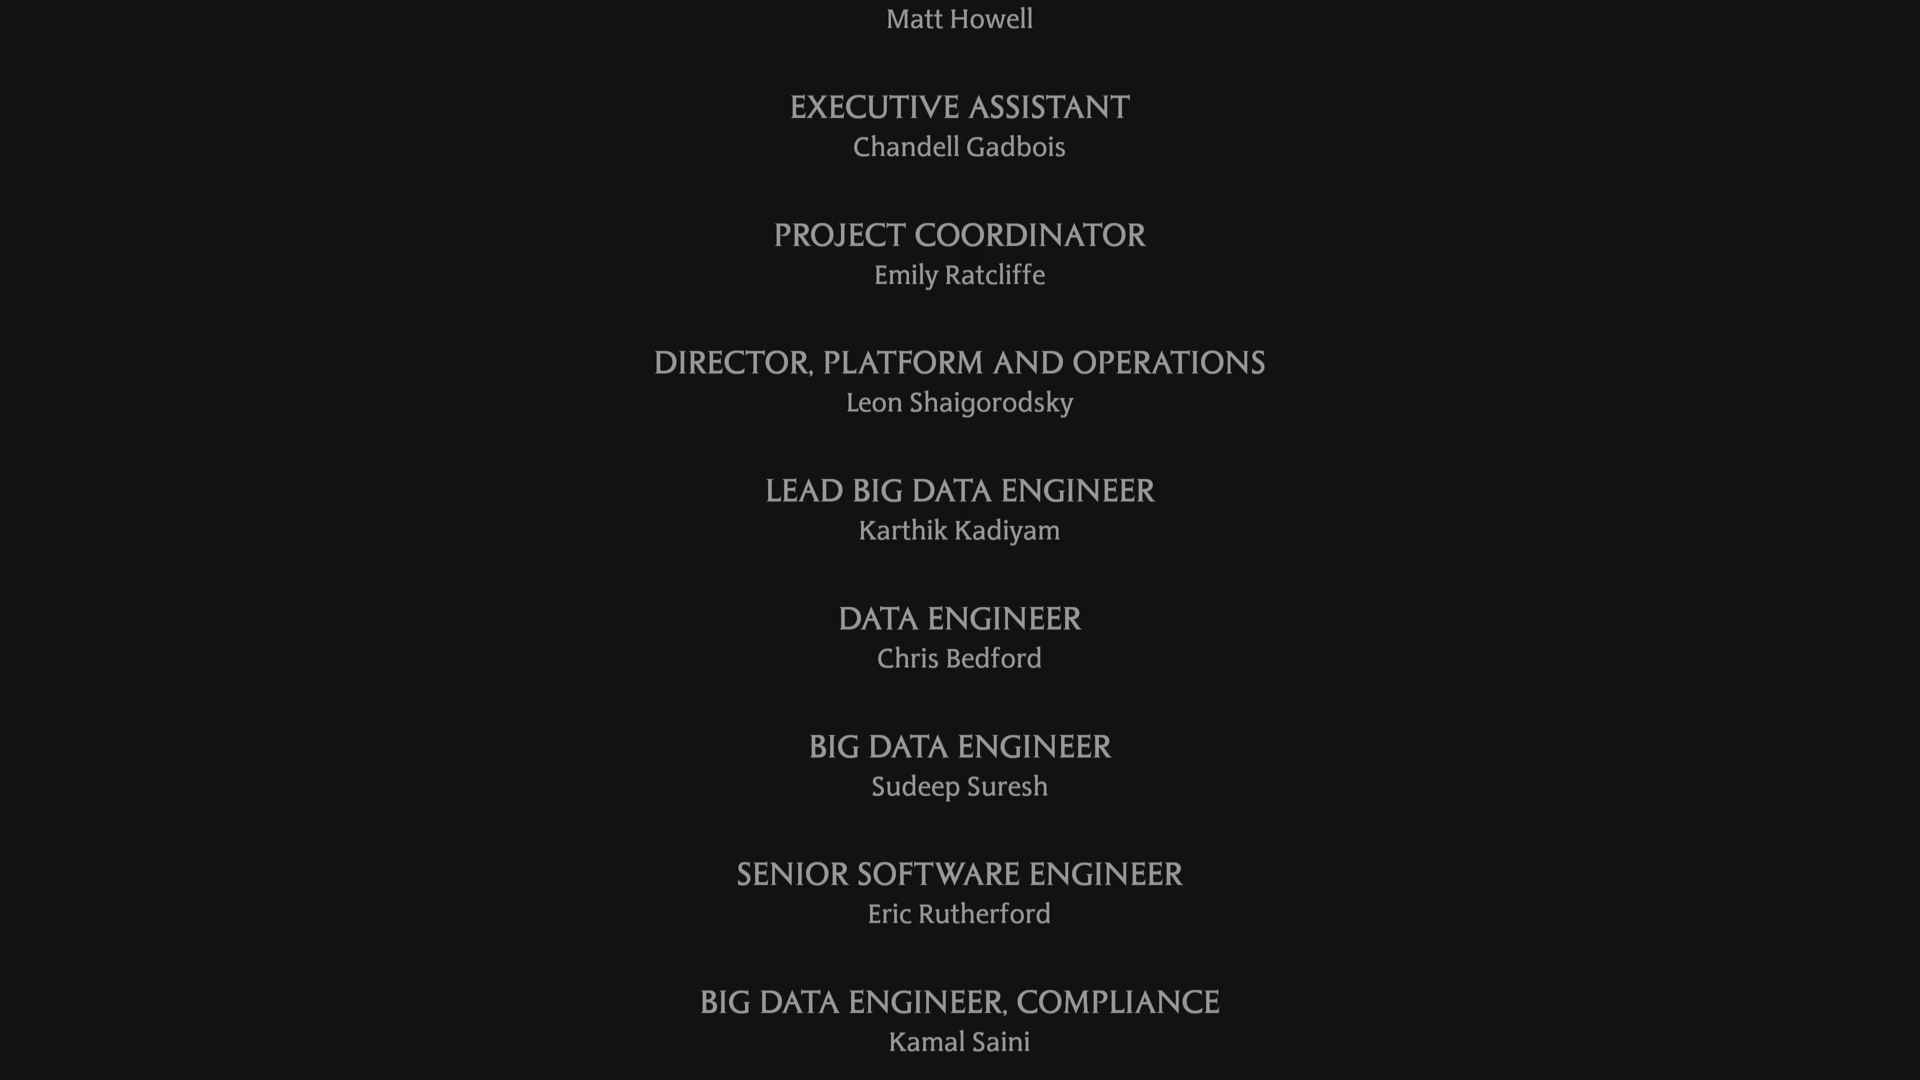 Matt Howell
EXECUTIVE ASSISTANT
Chandell Gadbois
PROJECT COORDINATOR
Emily Ratcliffe
DIRECTOR, PLATFORM AND OPERATIONS
Leon Shaigorodsky
LEAD BIG DATA ENGINEER
Karthik Kadiyam
DATA ENGINEER
Chris Bedford
BIG DATA ENGINEER
Sudeep Suresh
SENIOR SOFTWARE ENGINEER
Eric Rutherford
BIG DATA ENGINEER, COMPLIANCE
Kamal Saini